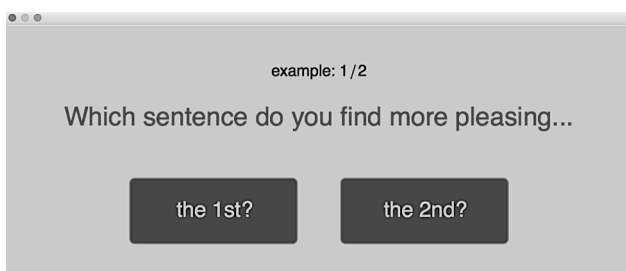 example: 1/2
Which sentence do you find more pleasing...
the 1st?
the 2nd?